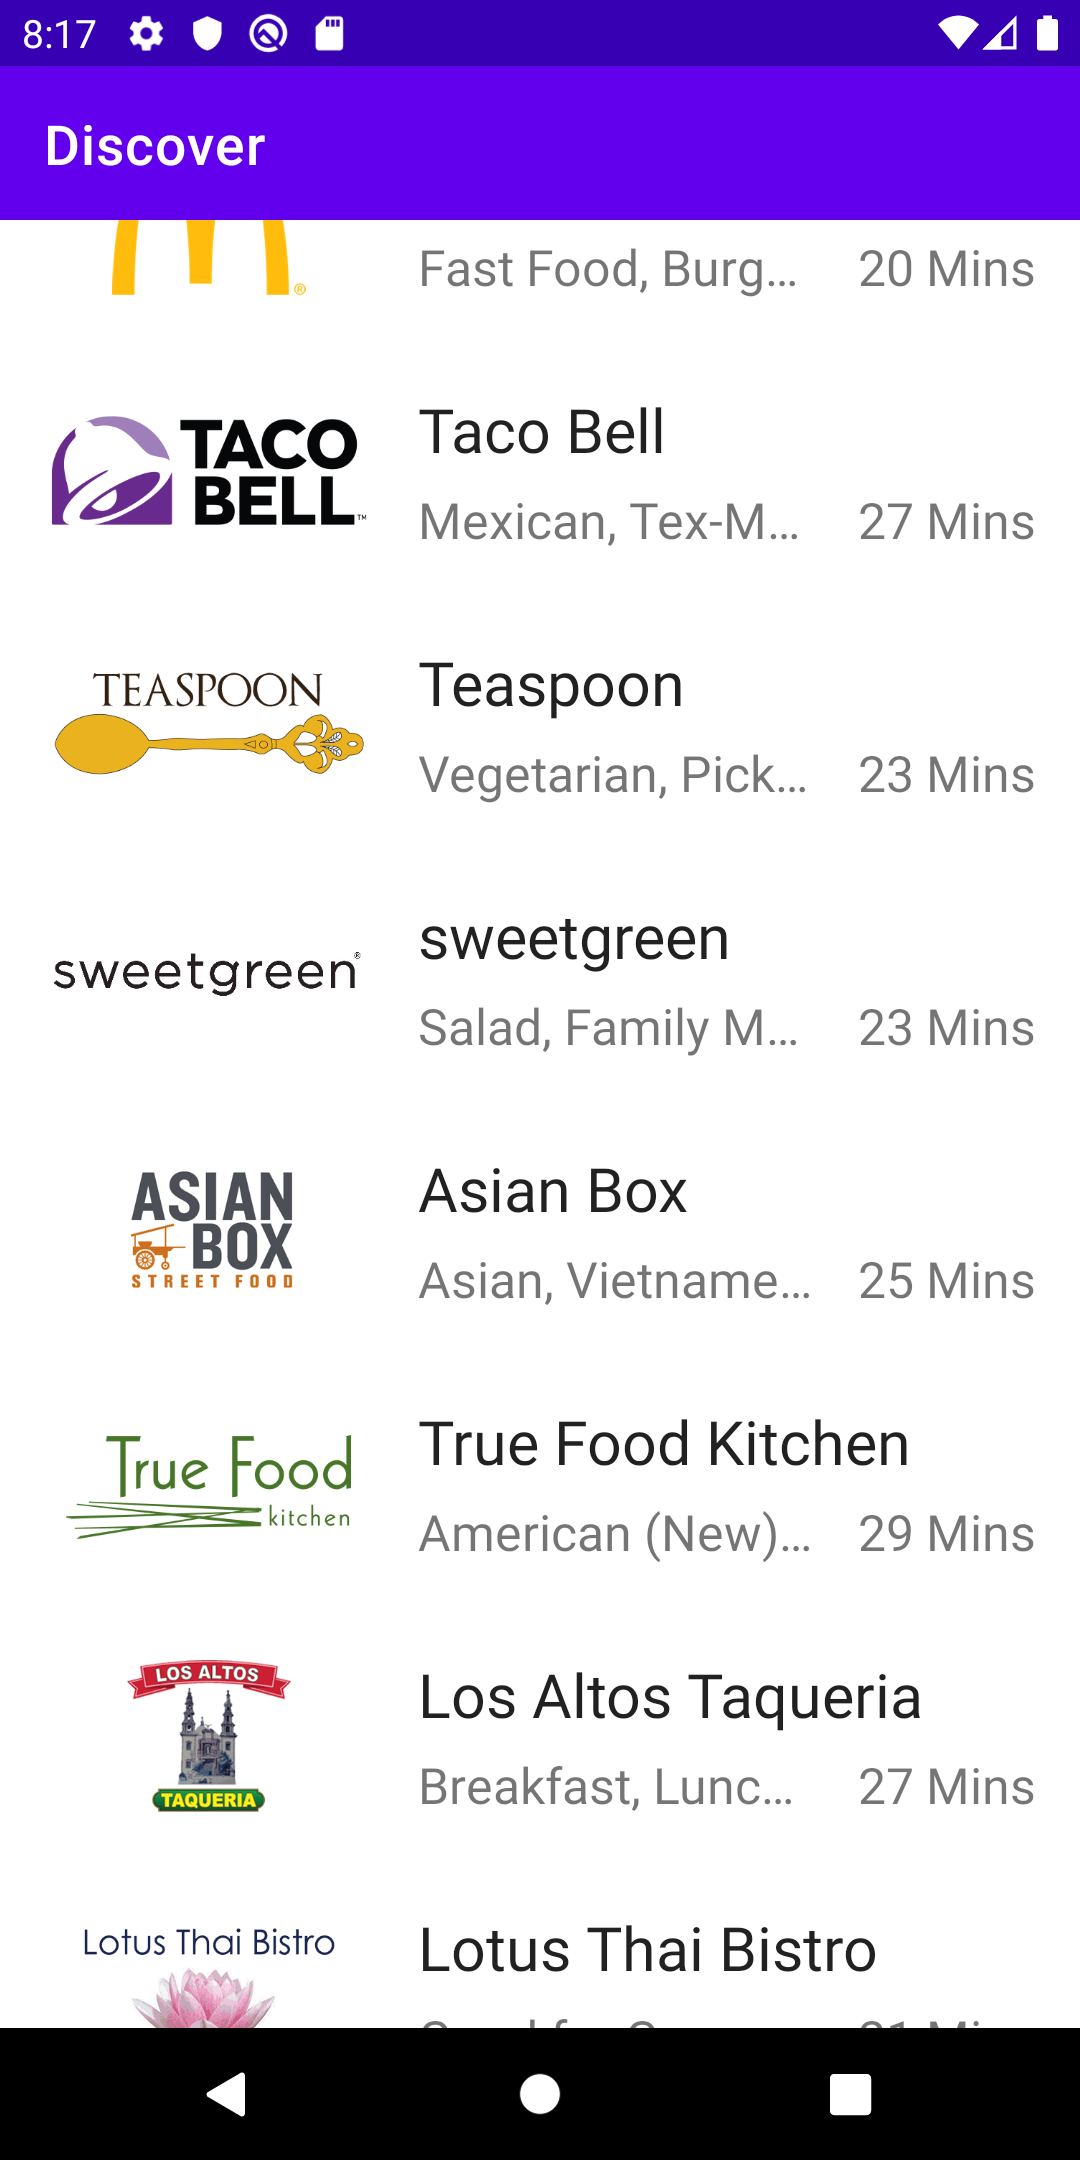 8:17
Discover
®
Fast Food, Burg... 20 Mins
TACO
BELL™
Taco Bell
Mexican, Tex-M... 27 Mins
TEASPOON
Teaspoon
Vegetarian, Pick... 23 Mins
sweetgreen®
sweetgreen
Salad, Family M... 23 Mins
ASIAN
BOX
STREET FOOD
Asian Box
Asian, Vietname... 25 Mins
True Food
kitchen
True Food Kitchen
American (New)... 29 Mins
LOS ALTOS
TAQUERIA
Los Altos Taqueria
Breakfast, Lunc... 27 Mins
Lotus Thai Bistro
Lotus Thai Bistro